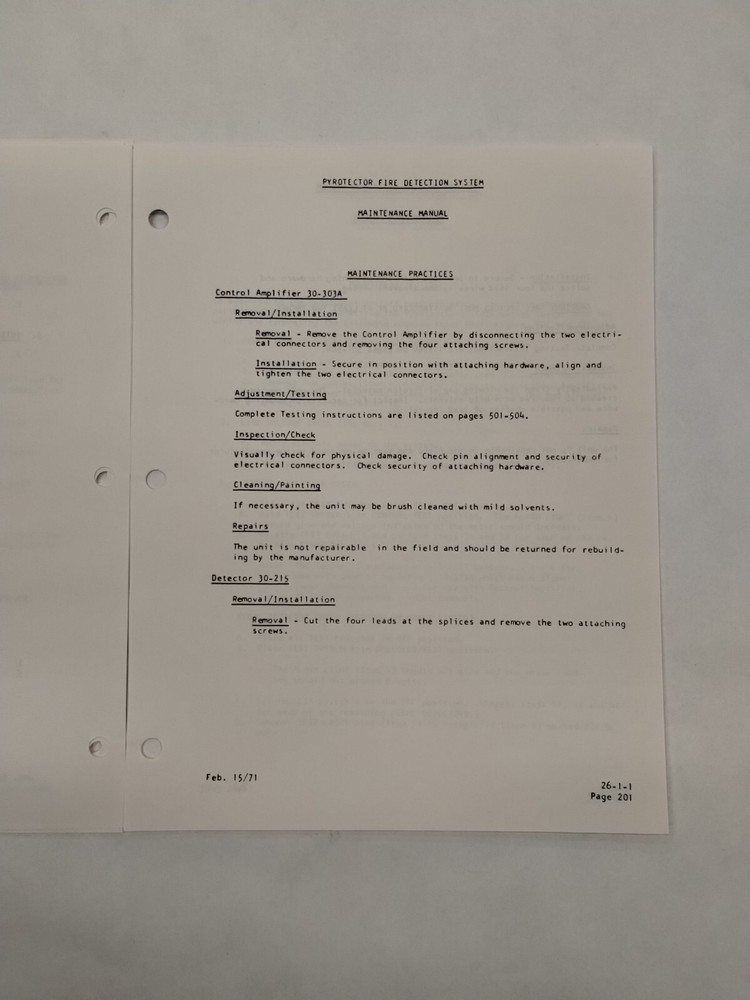 PYROTECTOR FIRE DETECTION SYSTEM
MAINTENANCE MANUAL
MAINTENANCE PRACTICES
Control Amplifier 30-303A
Removal/Installation
Removal - Remove the Control Amplifier by disconnecting the two electri-
cal connectors and removing the four attaching screws.
Installation - Secure in position with attaching hardware, align and
tighten the two electrical connectors.
Adjustment/Testing
Complete Testing instructions are listed on pages 501-504.
Inspection/Check
Visually check for physical damage. Check pin alignment and security of
electrical connectors. Check security of attaching hardware.
Cleaning/Painting
If necessary, the unit may be brush cleaned with mild solvents.
Repairs
The unit is not repairable in the field and should be returned for rebuild-
ing by the manufacturer.
Detector 30-215
Removal/Installation
Removal - Cut the four leads at the splices and remove the two attaching
screws.
Feb. 15/71
26-1-1
Page 201